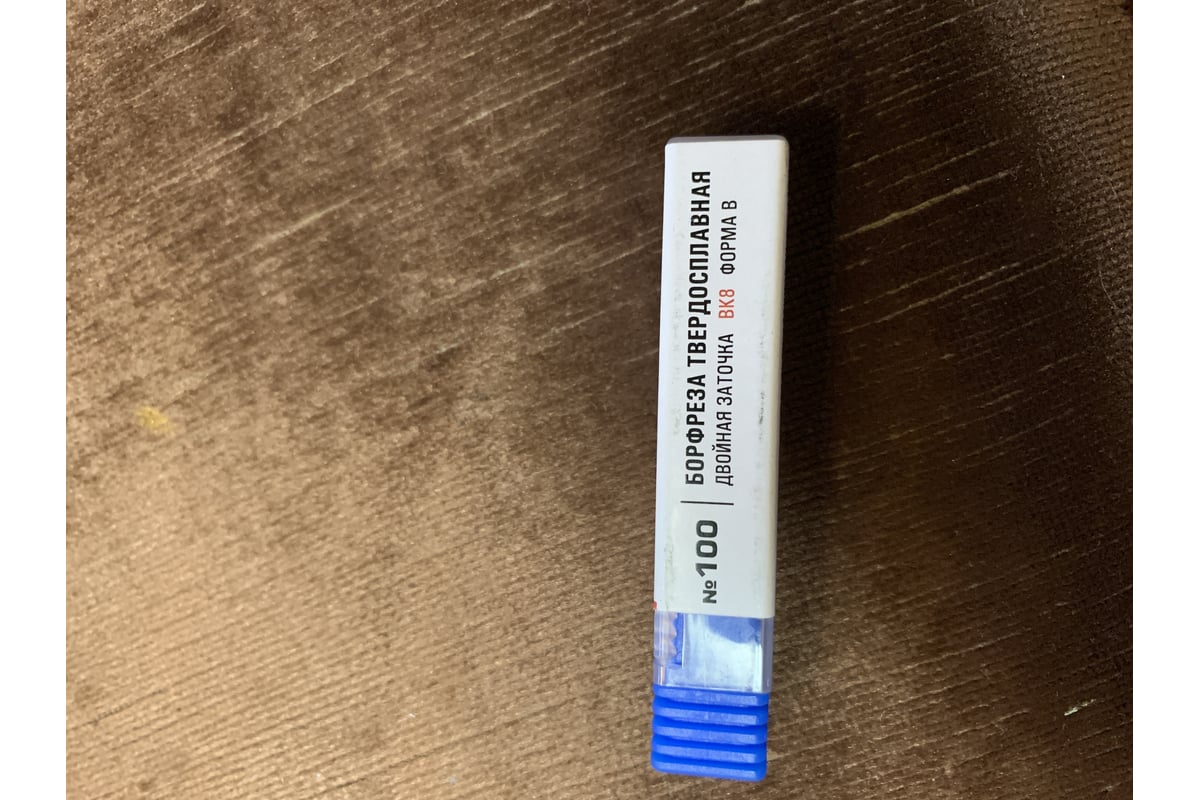 №100
БОРФРЕЗА ТВЕРДОСПЛАВНАЯ
ДВОЙНАЯ ЗАТОЧКА ВК8 ФОРМА В